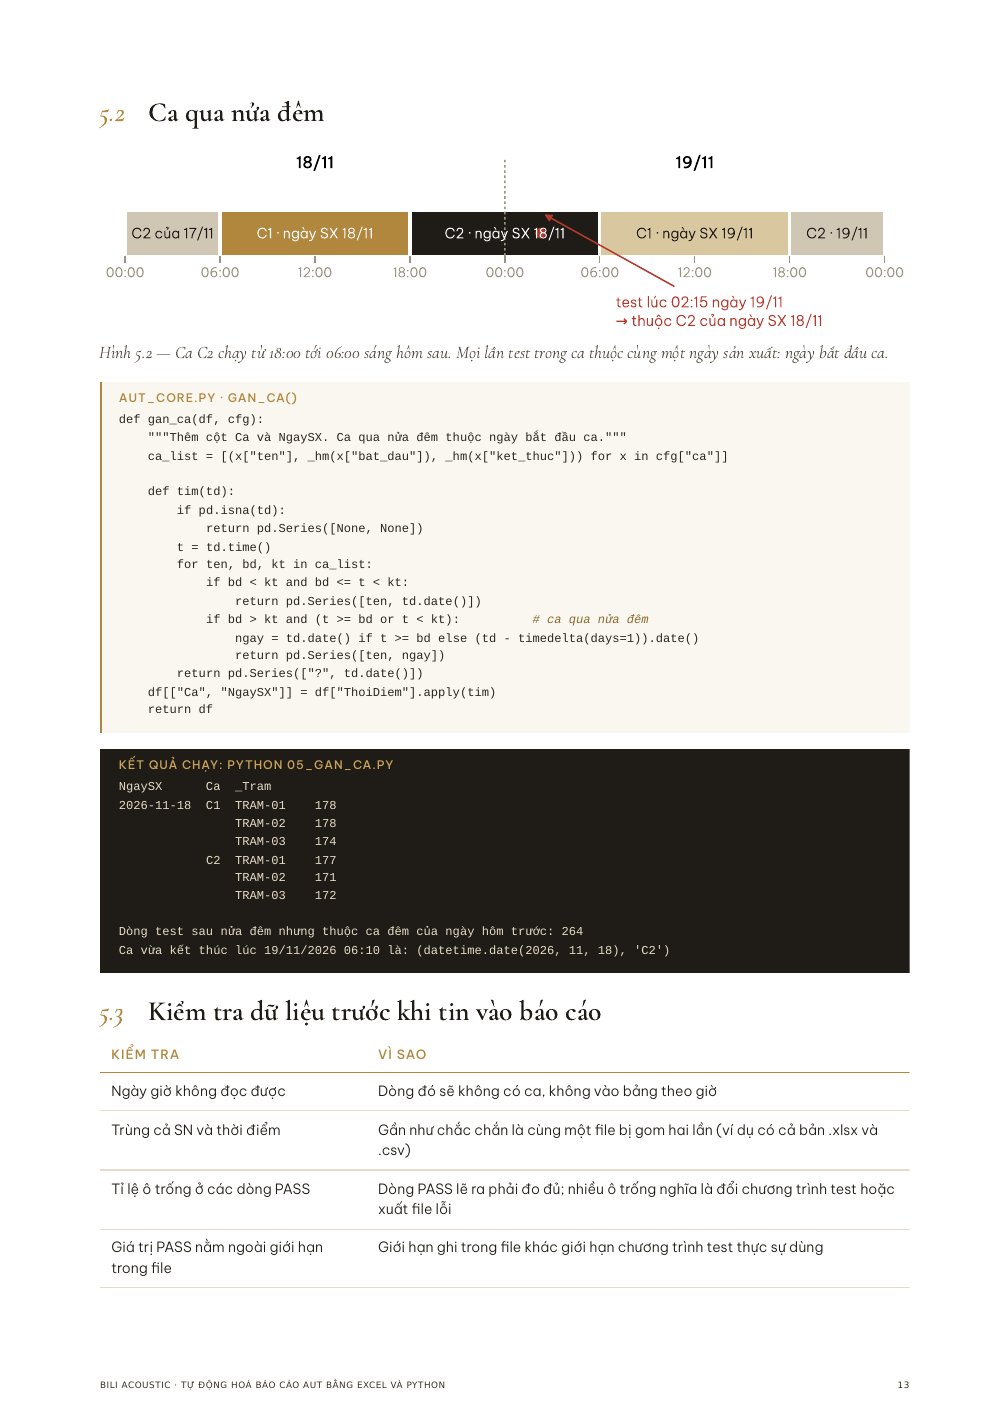 5.2 Ca qua nửa đêm
18/11 19/11
C2 của 17/11 C1 · ngày SX 18/11 C2 · ngày SX 18/11 C1 · ngày SX 19/11 C2 · 19/11
00:00 06:00 12:00 18:00 00:00 06:00 12:00 18:00 00:00
test lúc 02:15 ngày 19/11
→ thuộc C2 của ngày SX 18/11
Hình 5.2 — Ca C2 chạy từ 18:00 tới 06:00 sáng hôm sau. Mọi lần test trong ca thuộc cùng một ngày sản xuất: ngày bắt đầu ca.
AUT_CORE.PY · GAN_CA()
def gan_ca(df, cfg):
    """Thêm cột Ca và NgaySX. Ca qua nửa đêm thuộc ngày bắt đầu ca."""
    ca_list = [(x["ten"], _hm(x["bat_dau"]), _hm(x["ket_thuc"])) for x in cfg["ca"]]
    def tim(td):
        if pd.isna(td):
            return pd.Series([None, None])
        t = td.time()
        for ten, bd, kt in ca_list:
            if bd < kt and bd <= t < kt:
                return pd.Series([ten, td.date()])
            if bd > kt and (t >= bd or t < kt):          # ca qua nửa đêm
                ngay = td.date() if t >= bd else (td - timedelta(days=1)).date()
                return pd.Series([ten, ngay])
        return pd.Series(["?", td.date()])
    df[["Ca", "NgaySX"]] = df["ThoiDiem"].apply(tim)
    return df
KẾT QUẢ CHẠY: PYTHON 05_GAN_CA.PY
NgaySX      Ca  _Tram
2026-11-18  C1  TRAM-01    178
                TRAM-02    178
                TRAM-03    174
            C2  TRAM-01    177
                TRAM-02    171
                TRAM-03    172
Dòng test sau nửa đêm nhưng thuộc ca đêm của ngày hôm trước: 264
Ca vừa kết thúc lúc 19/11/2026 06:10 là: (datetime.date(2026, 11, 18), 'C2')
5.3 Kiểm tra dữ liệu trước khi tin vào báo cáo
KIỂM TRA VÌ SAO
Ngày giờ không đọc được Dòng đó sẽ không có ca, không vào bảng theo giờ
Trùng cả SN và thời điểm Gần như chắc chắn là cùng một file bị gom hai lần (ví dụ có cả bản .xlsx và
.csv)
Tỉ lệ ô trống ở các dòng PASS Dòng PASS lẽ ra phải đo đủ; nhiều ô trống nghĩa là đổi chương trình test hoặc
xuất file lỗi
Giá trị PASS nằm ngoài giới hạn Giới hạn ghi trong file khác giới hạn chương trình test thực sự dùng
trong file
BILI ACOUSTIC · TỰ ĐỘNG HOÁ BÁO CÁO AUT BẰNG EXCEL VÀ PYTHON 13